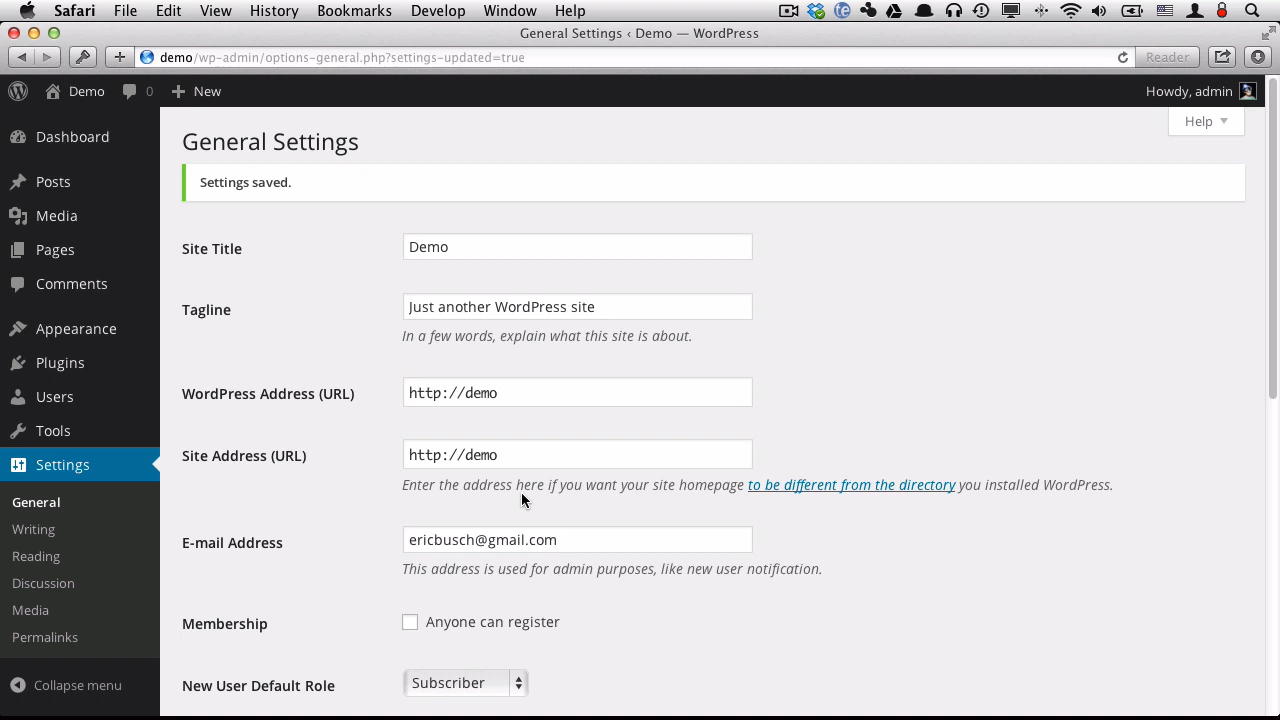 Safari File Edit View History Bookmarks Develop Window Help
General Settings ‹ Demo — WordPress
demo/wp-admin/options-general.php?settings-updated=true
Reader
Demo 0 New Howdy, admin
Help
Dashboard
Posts
Media
Pages
Comments
Appearance
Plugins
Users
Tools
Settings
General
Writing
Reading
Discussion
Media
Permalinks
Collapse menu
General Settings
Settings saved.
Site Title Demo
Tagline Just another WordPress site
In a few words, explain what this site is about.
WordPress Address (URL) http://demo
Site Address (URL) http://demo
Enter the address here if you want your site homepage to be different from the directory you installed WordPress.
E-mail Address ericbusch@gmail.com
This address is used for admin purposes, like new user notification.
Membership Anyone can register
New User Default Role Subscriber